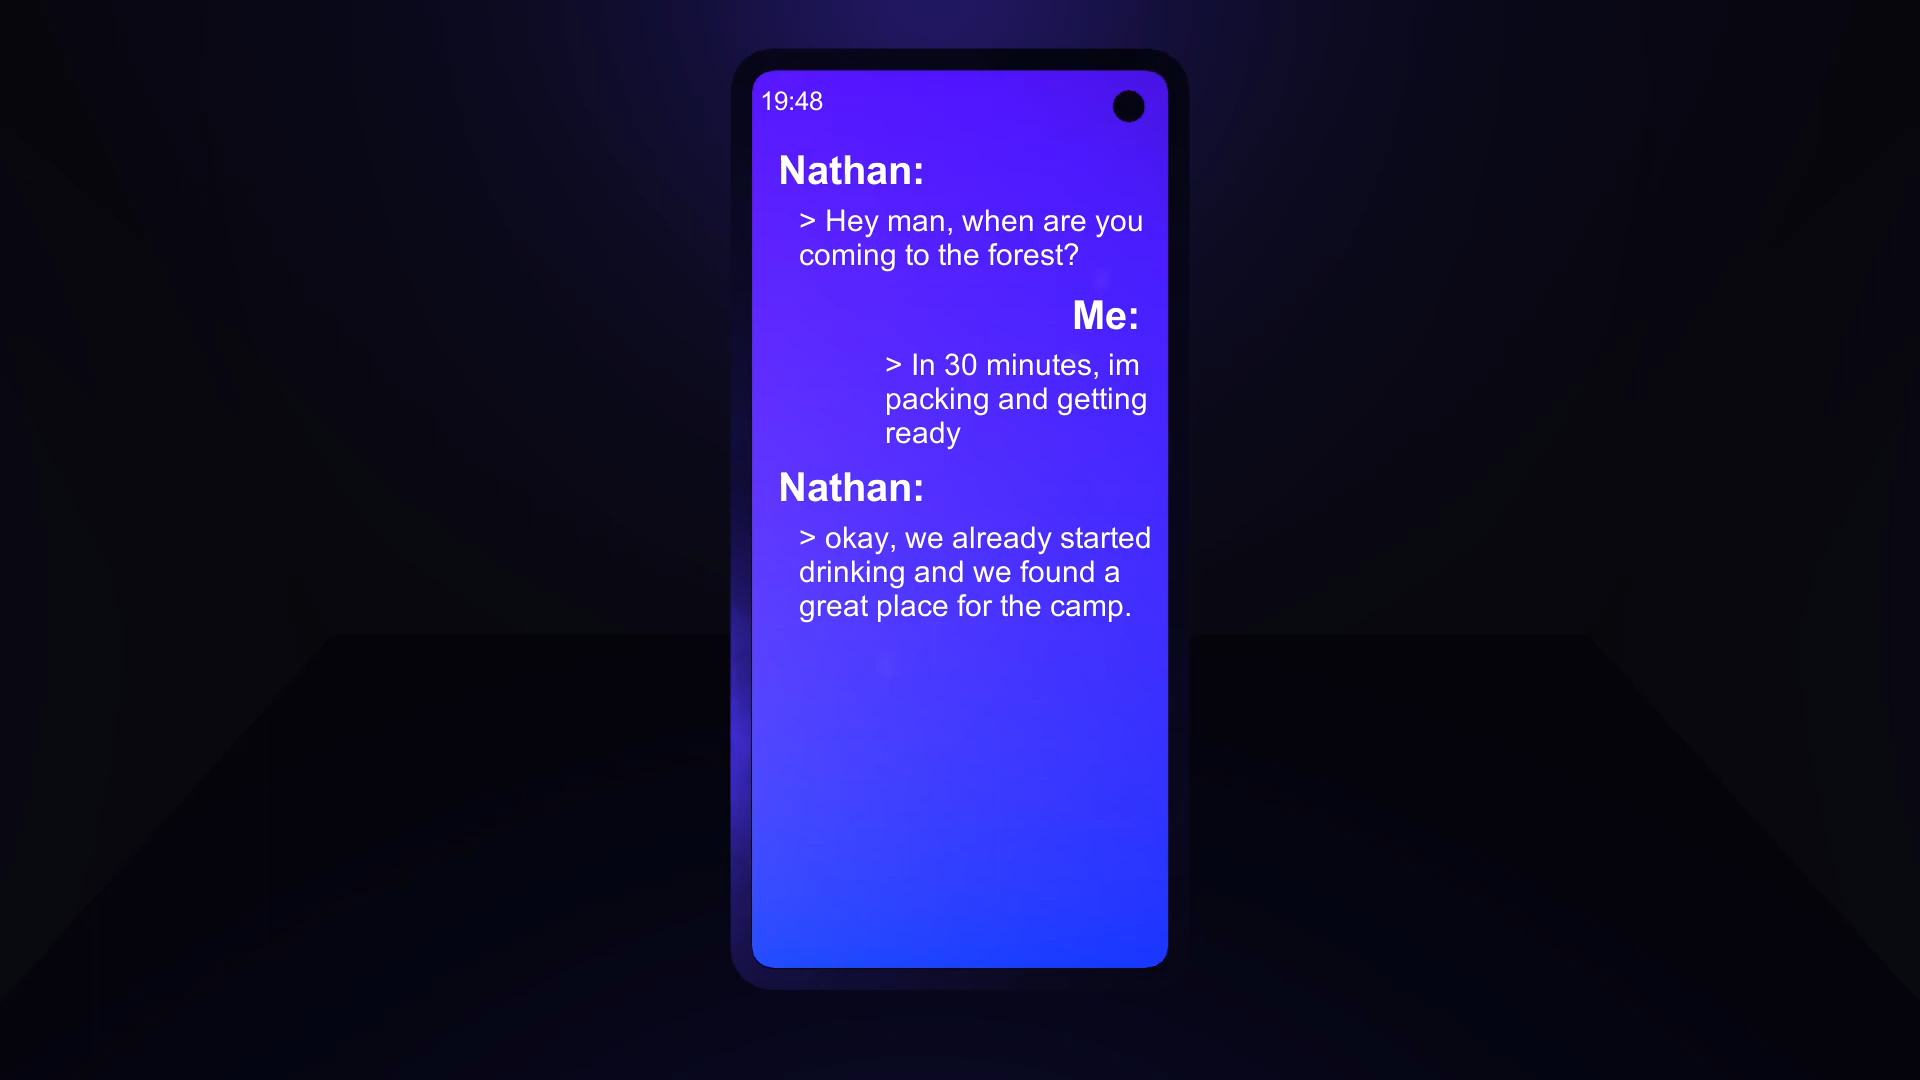 19:48
Nathan:
> Hey man, when are you
coming to the forest?
Me:
> In 30 minutes, im
packing and getting
ready
Nathan:
> okay, we already started
drinking and we found a
great place for the camp.